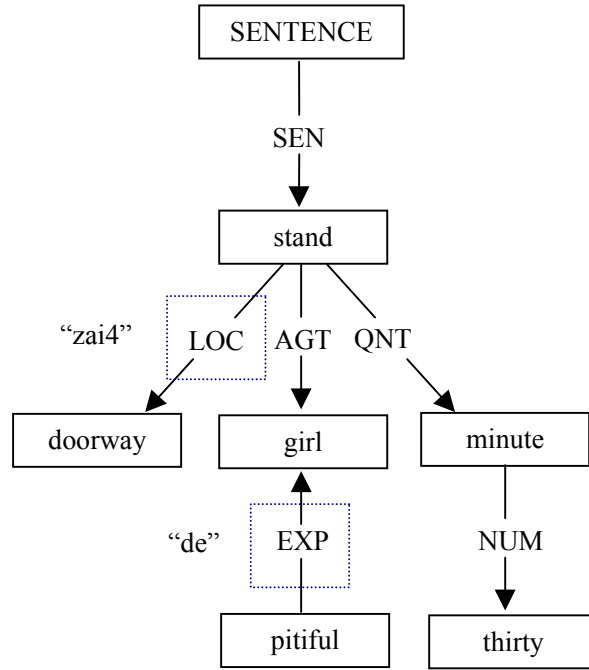 SENTENCE
SEN
stand
“zai4” LOC AGT QNT
doorway girl minute
“de” EXP NUM
pitiful thirty